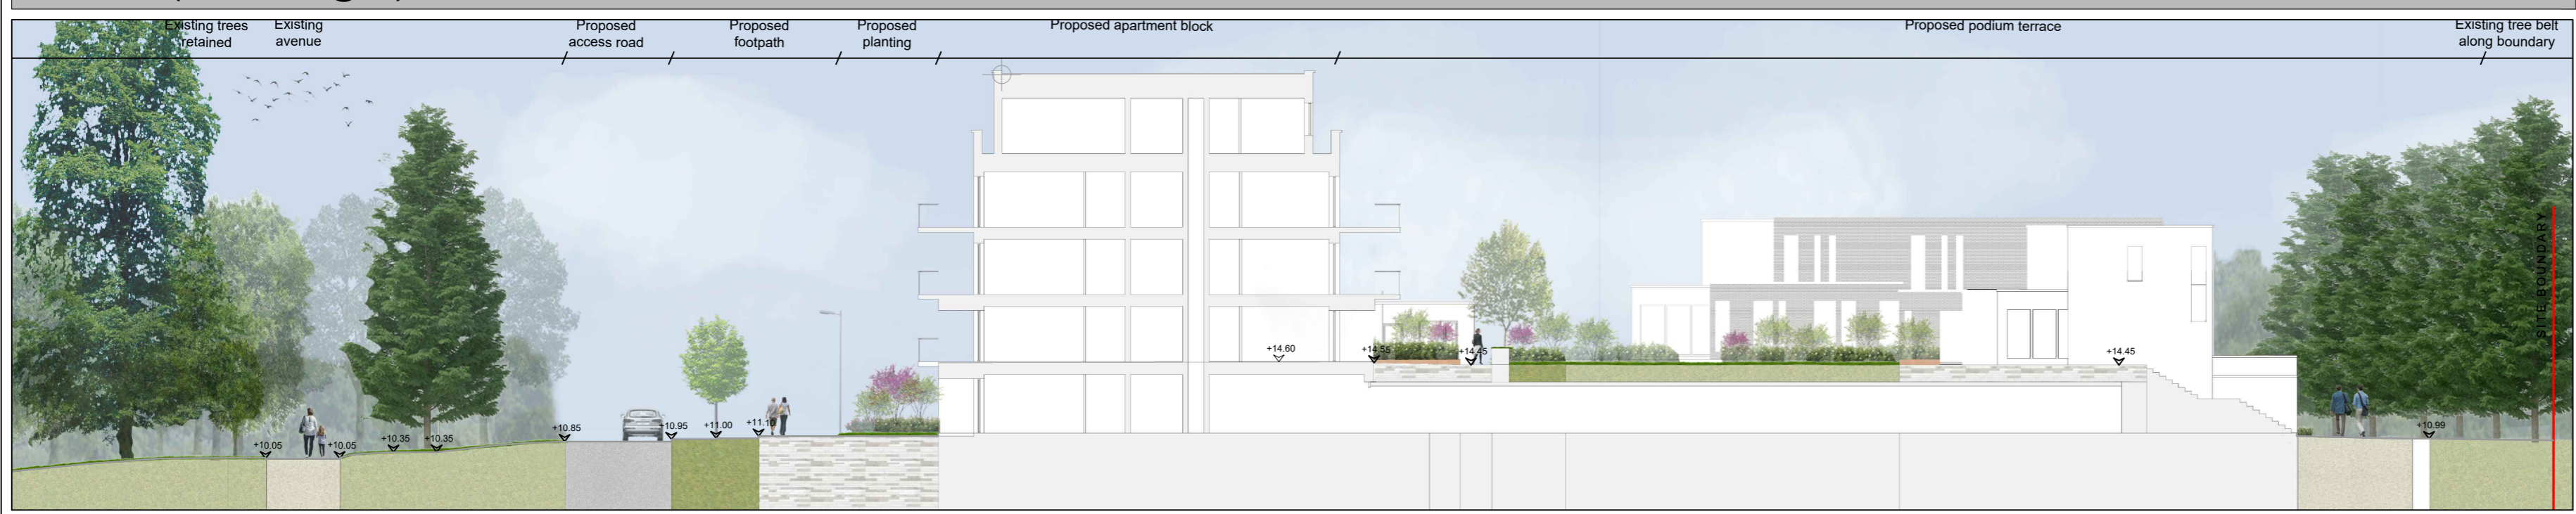 Existing trees
retained
Existing
avenue
Proposed
access road
Proposed
footpath
Proposed
planting
Proposed apartment block
Proposed podium terrace
Existing tree belt
along boundary
SITE BOUNDARY
+14.60
+14.55
+14.45
+14.45
+10.05
+10.05
+10.35
+10.35
+10.85
+10.95
+11.00
+11.10
+10.99